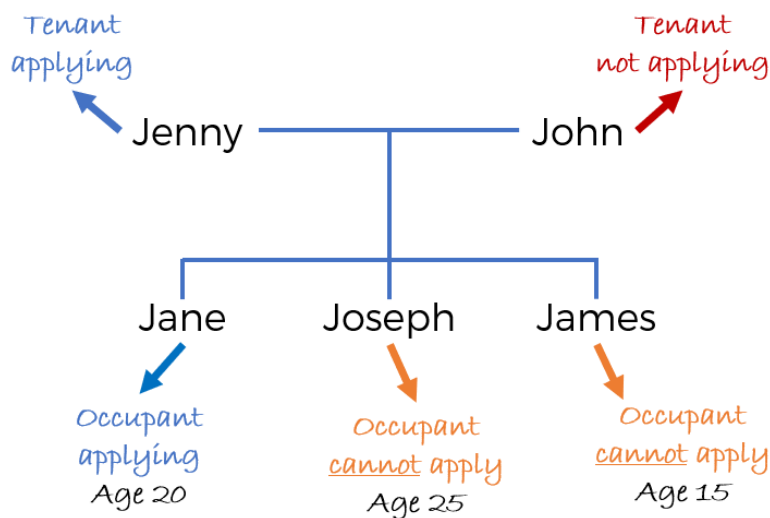 Tenant
applying
Tenant
not applying
Jenny
John
Jane
Joseph
James
Occupant
applying
Age 20
Occupant
cannot apply
Age 25
Occupant
cannot apply
Age 15